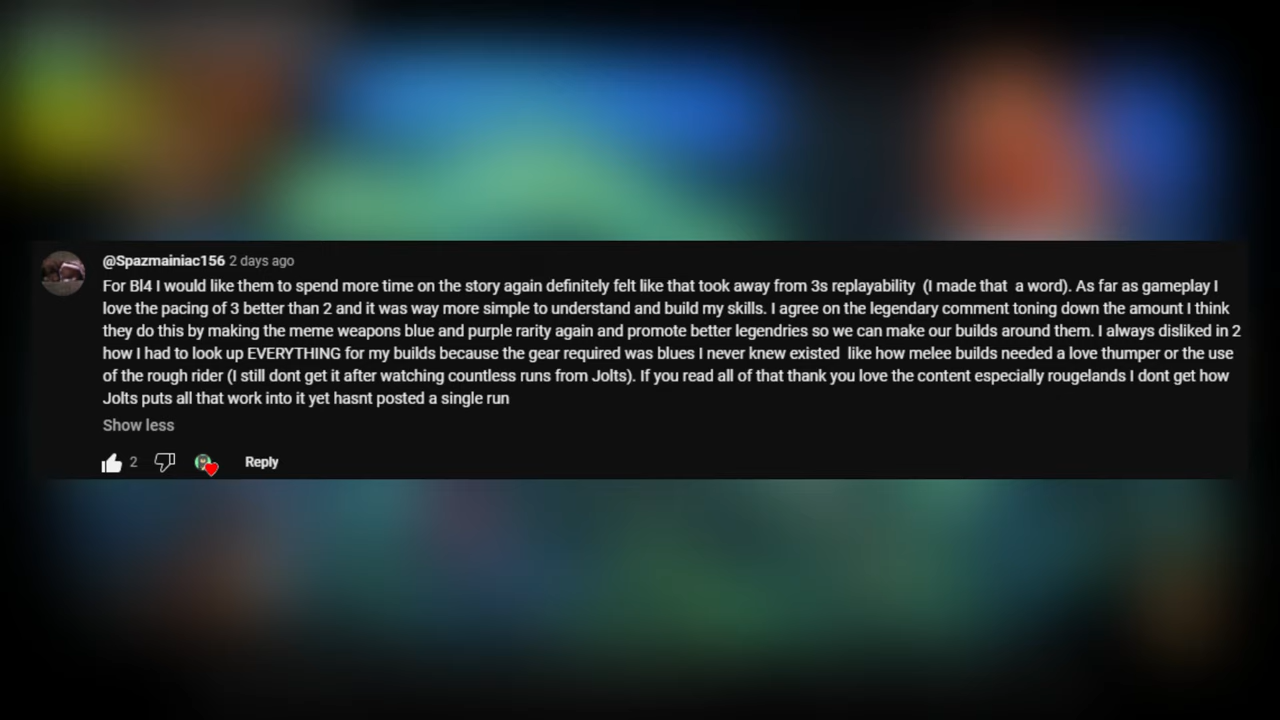 @Spazmainiac156 2 days ago
For Bl4 I would like them to spend more time on the story again definitely felt like that took away from 3s replayability (I made that a word). As far as gameplay I
love the pacing of 3 better than 2 and it was way more simple to understand and build my skills. I agree on the legendary comment toning down the amount I think
they do this by making the meme weapons blue and purple rarity again and promote better legendries so we can make our builds around them. I always disliked in 2
how I had to look up EVERYTHING for my builds because the gear required was blues I never knew existed like how melee builds needed a love thumper or the use
of the rough rider (I still dont get it after watching countless runs from Jolts). If you read all of that thank you love the content especially rougelands I dont get how
Jolts puts all that work into it yet hasnt posted a single run
Show less
2 Reply